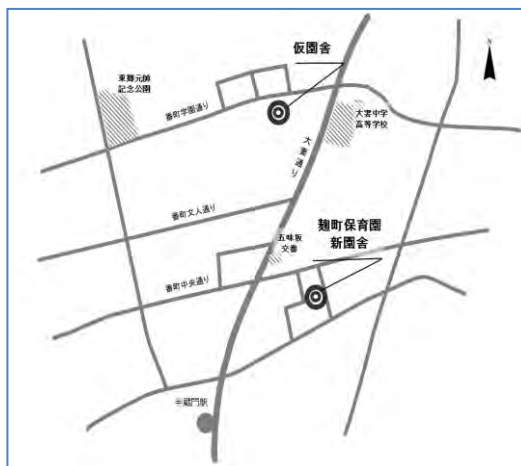 仮園舎
N
東郷元帥
記念公園
番町学園通り
大妻中学
高等学校
大妻通り
番町文人通り
麹町保育園
新園舎
五味坂
交番
番町中央通り
半蔵門駅